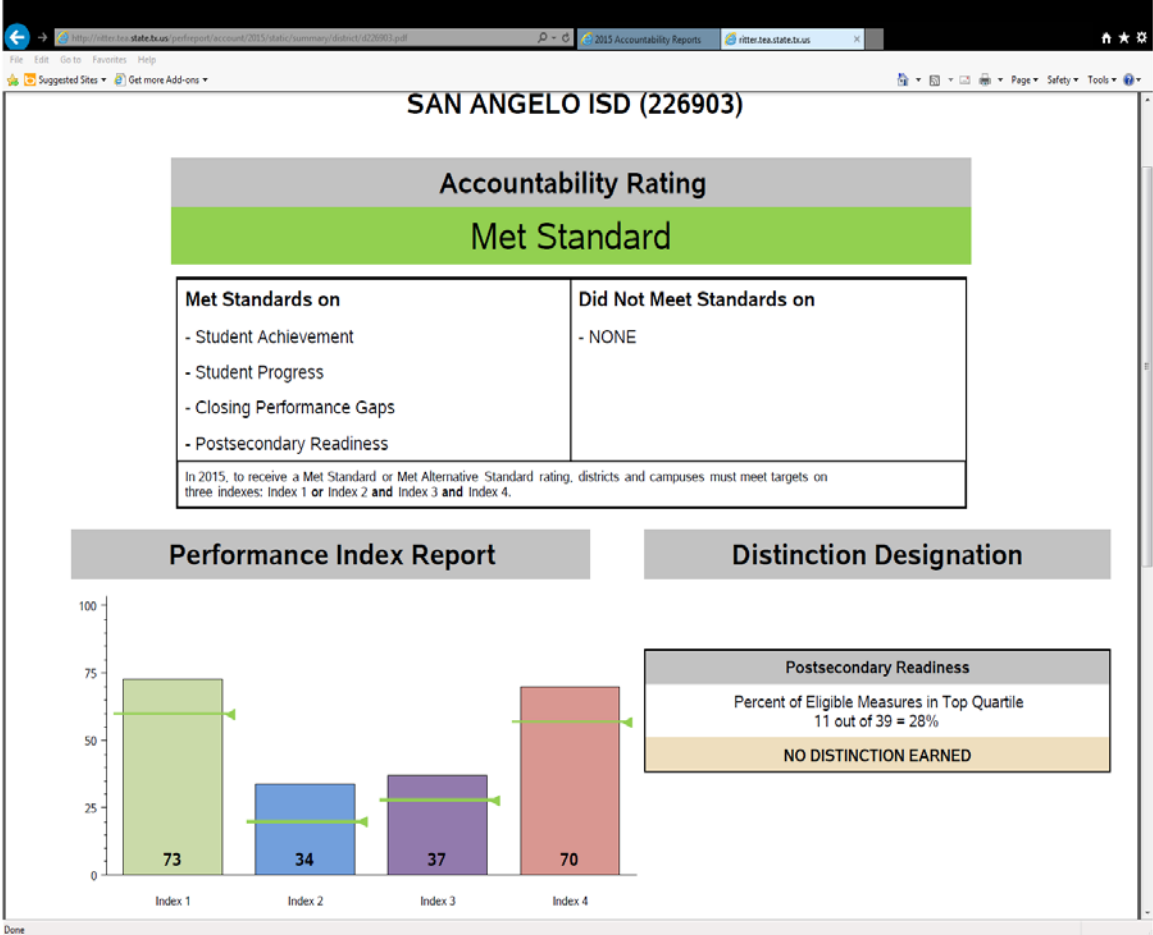 http://ritter.tea.state.tx.us/perfreport/account/2015/static/summary/district/d226903.pdf
2015 Accountability Reports
ritter.tea.state.tx.us
File Edit Go to Favorites Help
Suggested Sites Get more Add-ons
Page Safety Tools
SAN ANGELO ISD (226903)
Accountability Rating
Met Standard
Met Standards on
- Student Achievement
- Student Progress
- Closing Performance Gaps
- Postsecondary Readiness
Did Not Meet Standards on
- NONE
In 2015, to receive a Met Standard or Met Alternative Standard rating, districts and campuses must meet targets on
three indexes: Index 1 or Index 2 and Index 3 and Index 4.
Performance Index Report
100
75
50
25
0
73
34
37
70
Index 1
Index 2
Index 3
Index 4
Distinction Designation
Postsecondary Readiness
Percent of Eligible Measures in Top Quartile
11 out of 39 = 28%
NO DISTINCTION EARNED
Done